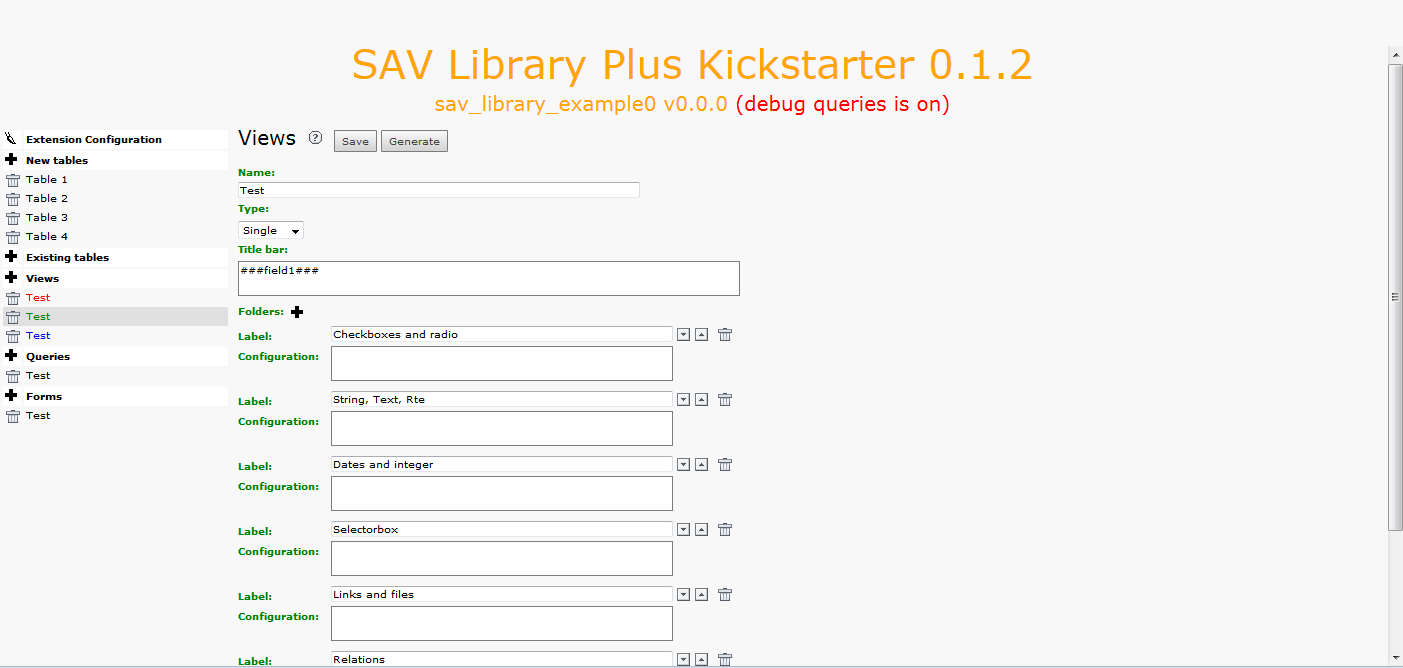 SAV Library Plus Kickstarter 0.1.2
sav_library_example0 v0.0.0 (debug queries is on)
Extension Configuration
New tables
Table 1
Table 2
Table 3
Table 4
Existing tables
Views
Test
Test
Test
Queries
Test
Forms
Test
Views ? Save Generate
Name:
Test
Type:
Single
Title bar:
###field1###
Folders:
Label: Checkboxes and radio
Configuration:
Label: String, Text, Rte
Configuration:
Label: Dates and integer
Configuration:
Label: Selectorbox
Configuration:
Label: Links and files
Configuration:
Label: Relations